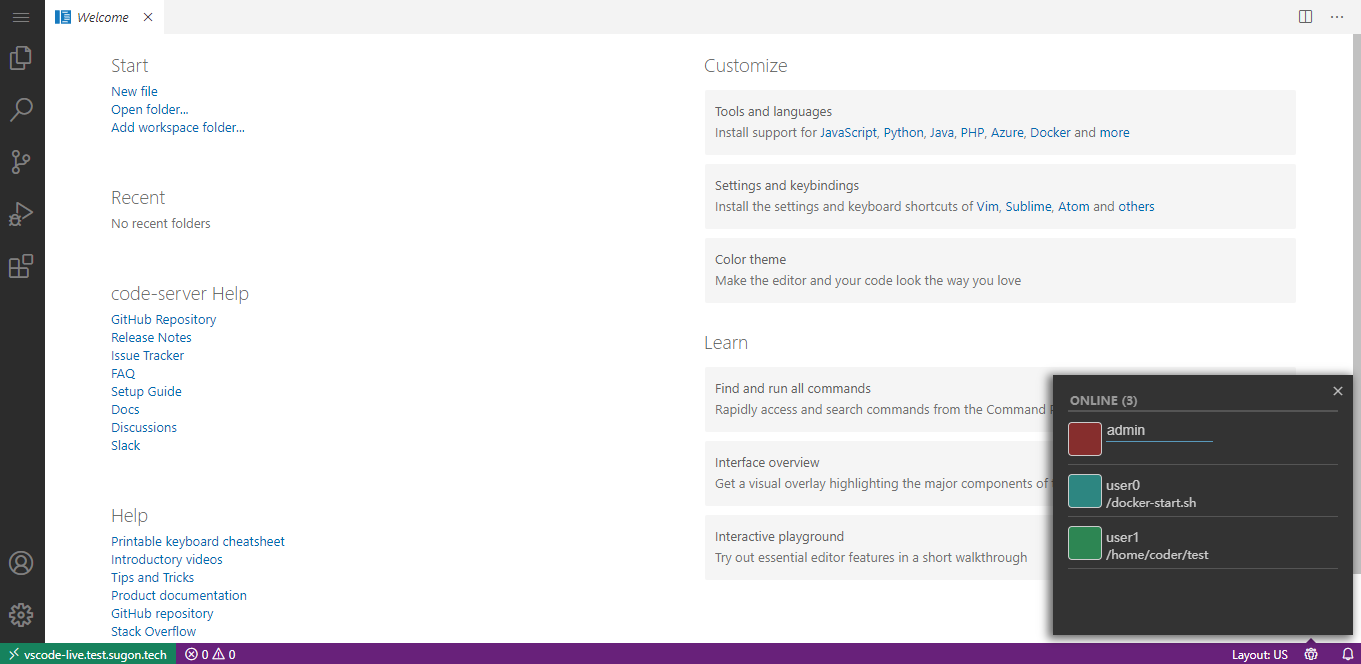 Welcome
Start
New file
Open folder...
Add workspace folder...
Recent
No recent folders
code-server Help
GitHub Repository
Release Notes
Issue Tracker
FAQ
Setup Guide
Docs
Discussions
Slack
Help
Printable keyboard cheatsheet
Introductory videos
Tips and Tricks
Product documentation
GitHub repository
Stack Overflow
Customize
Tools and languages
Install support for JavaScript, Python, Java, PHP, Azure, Docker and more
Settings and keybindings
Install the settings and keyboard shortcuts of Vim, Sublime, Atom and others
Color theme
Make the editor and your code look the way you love
Learn
Find and run all commands
Rapidly access and search commands from the Command
Interface overview
Get a visual overlay highlighting the major components of
Interactive playground
Try out essential editor features in a short walkthrough
ONLINE (3)
admin
user0
/docker-start.sh
user1
/home/coder/test
vscode-live.test.sugon.tech
0 0
Layout: US